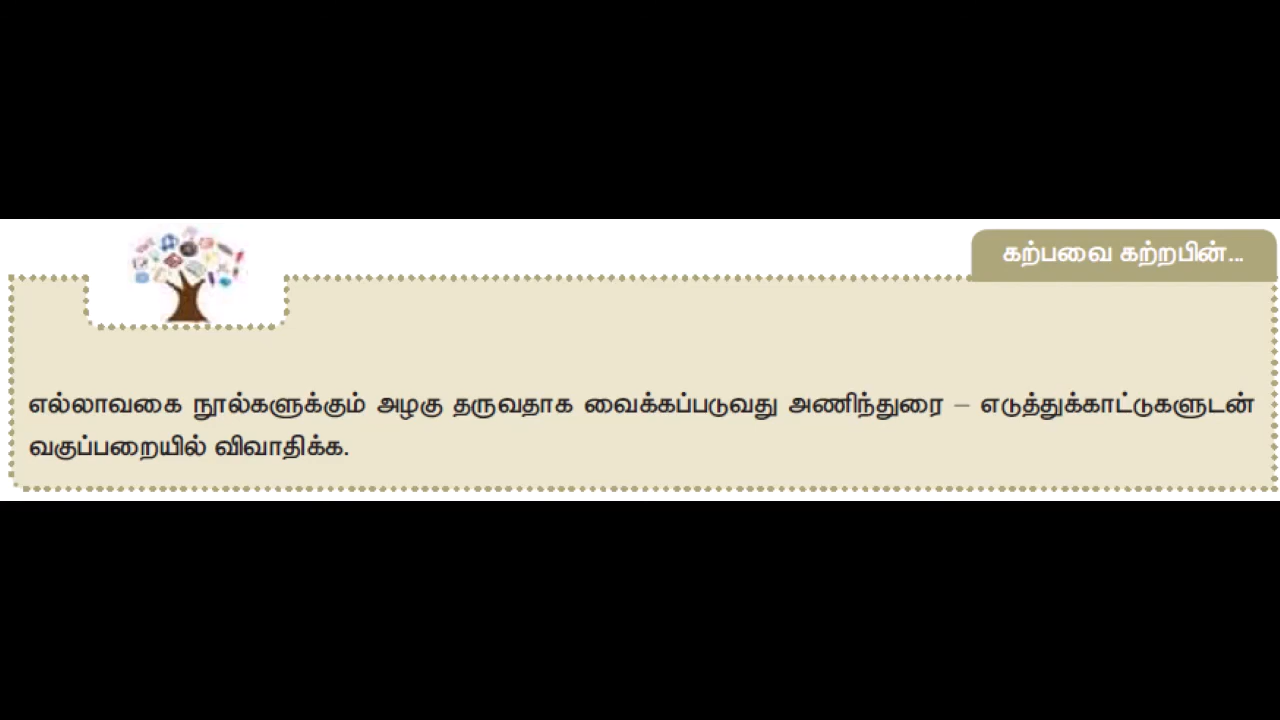 கற்பவை கற்றபின்...
எல்லாவகை நூல்களுக்கும் அழகு தருவதாக வைக்கப்படுவது அணிந்துரை – எடுத்துக்காட்டுகளுடன்
வகுப்பறையில் விவாதிக்க.